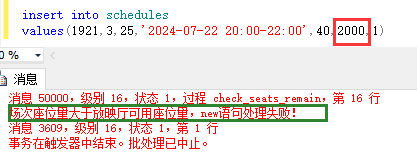 insert into schedules
values(1921,3,25,'2024-07-22 20:00-22:00',40,2000,1)
0 %
消息
消息 50000，级别 16，状态 1，过程 check_seats_remain，第 16 行
场次座位量大于放映厅可用座位量，new语句处理失败！
消息 3609，级别 16，状态 1，第 1 行
事务在触发器中结束。批处理已中止。